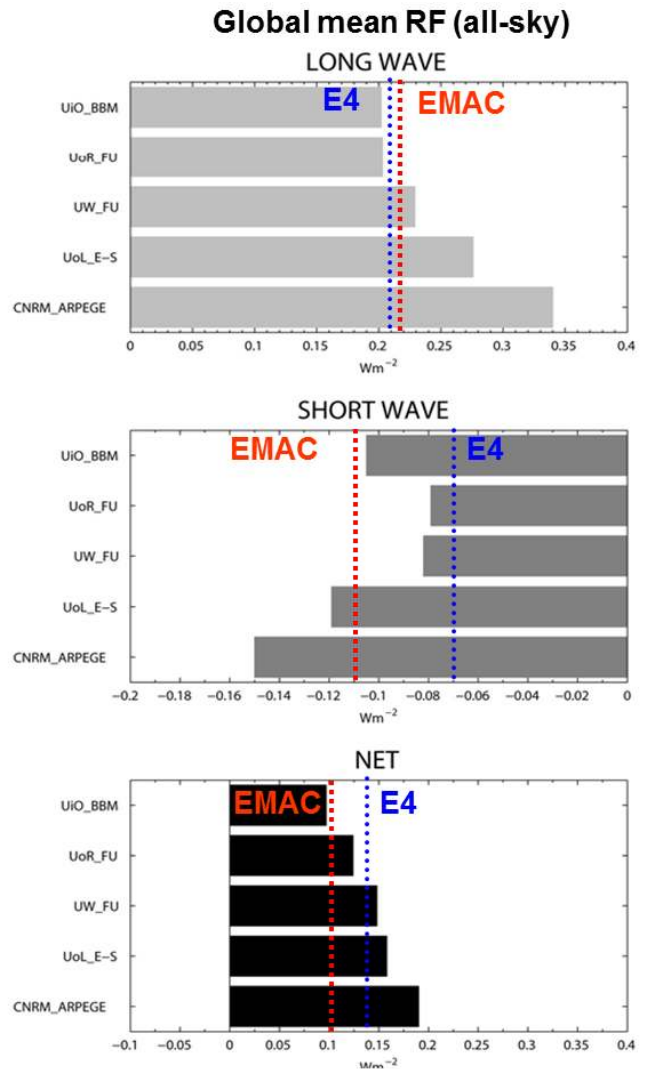 Global mean RF (all-sky)
LONG WAVE
E4 EMAC
UiO_BBM
UoR_FU
UW_FU
UoL_E-S
CNRM_ARPEGE
0 0.05 0.1 0.15 0.2 0.25 0.3 0.35 0.4
Wm-2
SHORT WAVE
EMAC E4
UiO_BBM
UoR_FU
UW_FU
UoL_E-S
CNRM_ARPEGE
-0.2 -0.18 -0.16 -0.14 -0.12 -0.1 -0.08 -0.06 -0.04 -0.02 0
Wm-2
NET
EMAC E4
UiO_BBM
UoR_FU
UW_FU
UoL_E-S
CNRM_ARPEGE
-0.1 -0.05 0 0.05 0.1 0.15 0.2 0.25 0.3 0.35 0.4
Wm-2